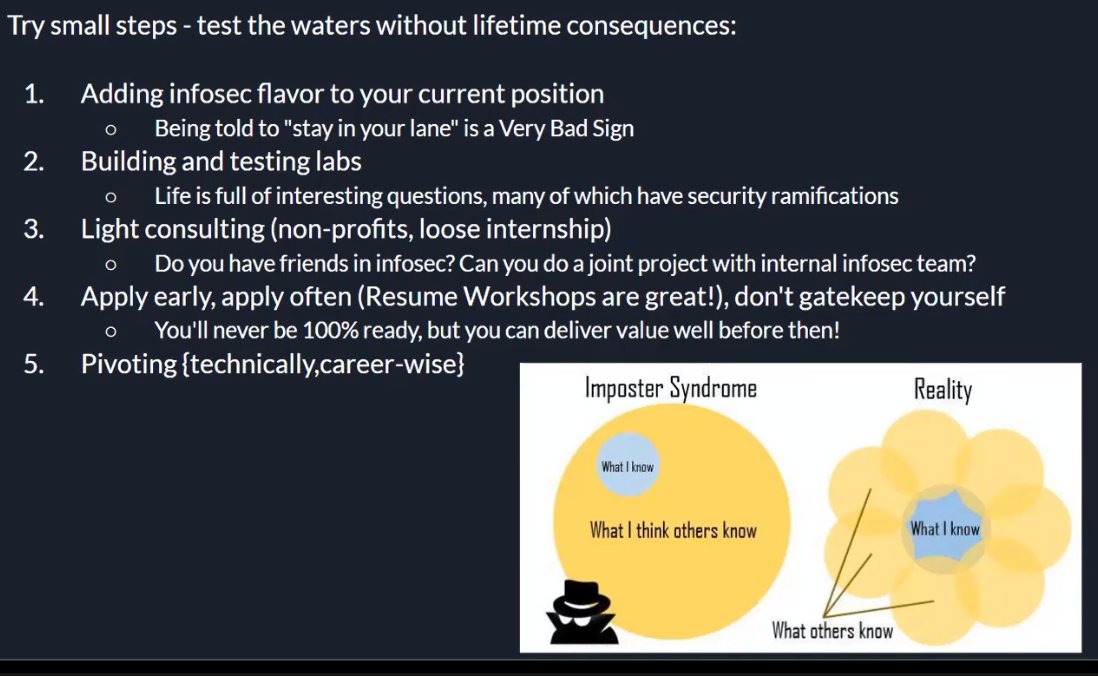 Try small steps - test the waters without lifetime consequences:
1. Adding infosec flavor to your current position
○ Being told to "stay in your lane" is a Very Bad Sign
2. Building and testing labs
○ Life is full of interesting questions, many of which have security ramifications
3. Light consulting (non-profits, loose internship)
○ Do you have friends in infosec? Can you do a joint project with internal infosec team?
4. Apply early, apply often (Resume Workshops are great!), don't gatekeep yourself
○ You'll never be 100% ready, but you can deliver value well before then!
5. Pivoting {technically,career-wise}
Imposter Syndrome
What I know
What I think others know
Reality
What I know
What others know